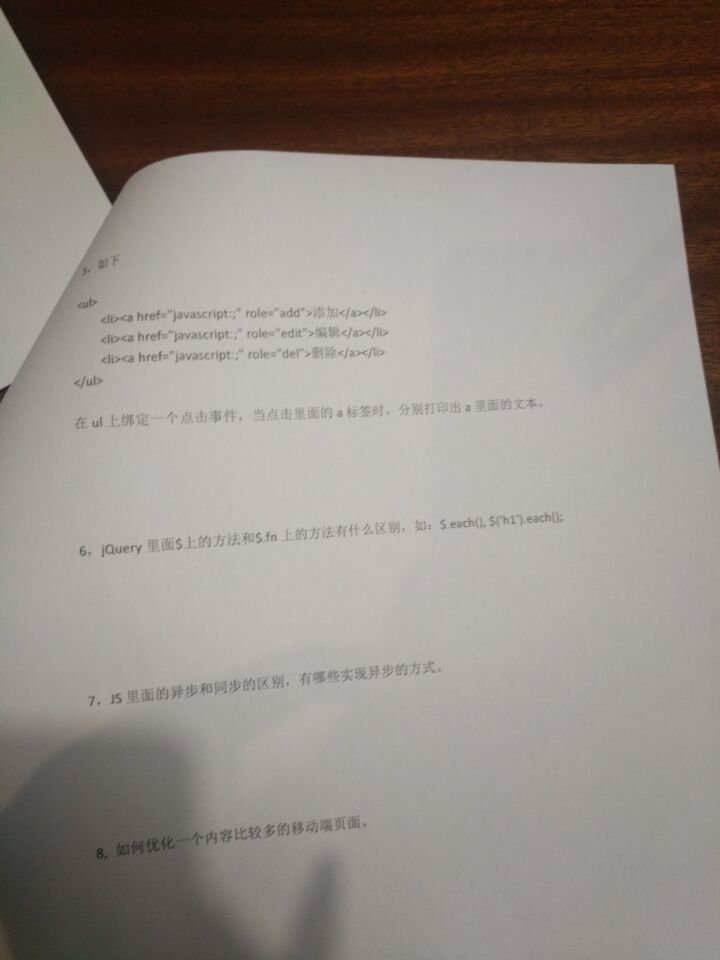 5，如下
<ul>
<li><a href="javascript:;" role="add">添加</a></li>
<li><a href="javascript:;" role="edit">编辑</a></li>
<li><a href="javascript:;" role="del">删除</a></li>
</ul>
在 ul 上绑定一个点击事件，当点击里面的 a 标签时，分别打印出 a 里面的文本。
6，jQuery 里面$上的方法和$.fn 上的方法有什么区别，如：$.each(), $('h1').each();
7，JS 里面的异步和同步的区别，有哪些实现异步的方式。
8, 如何优化一个内容比较多的移动端页面。